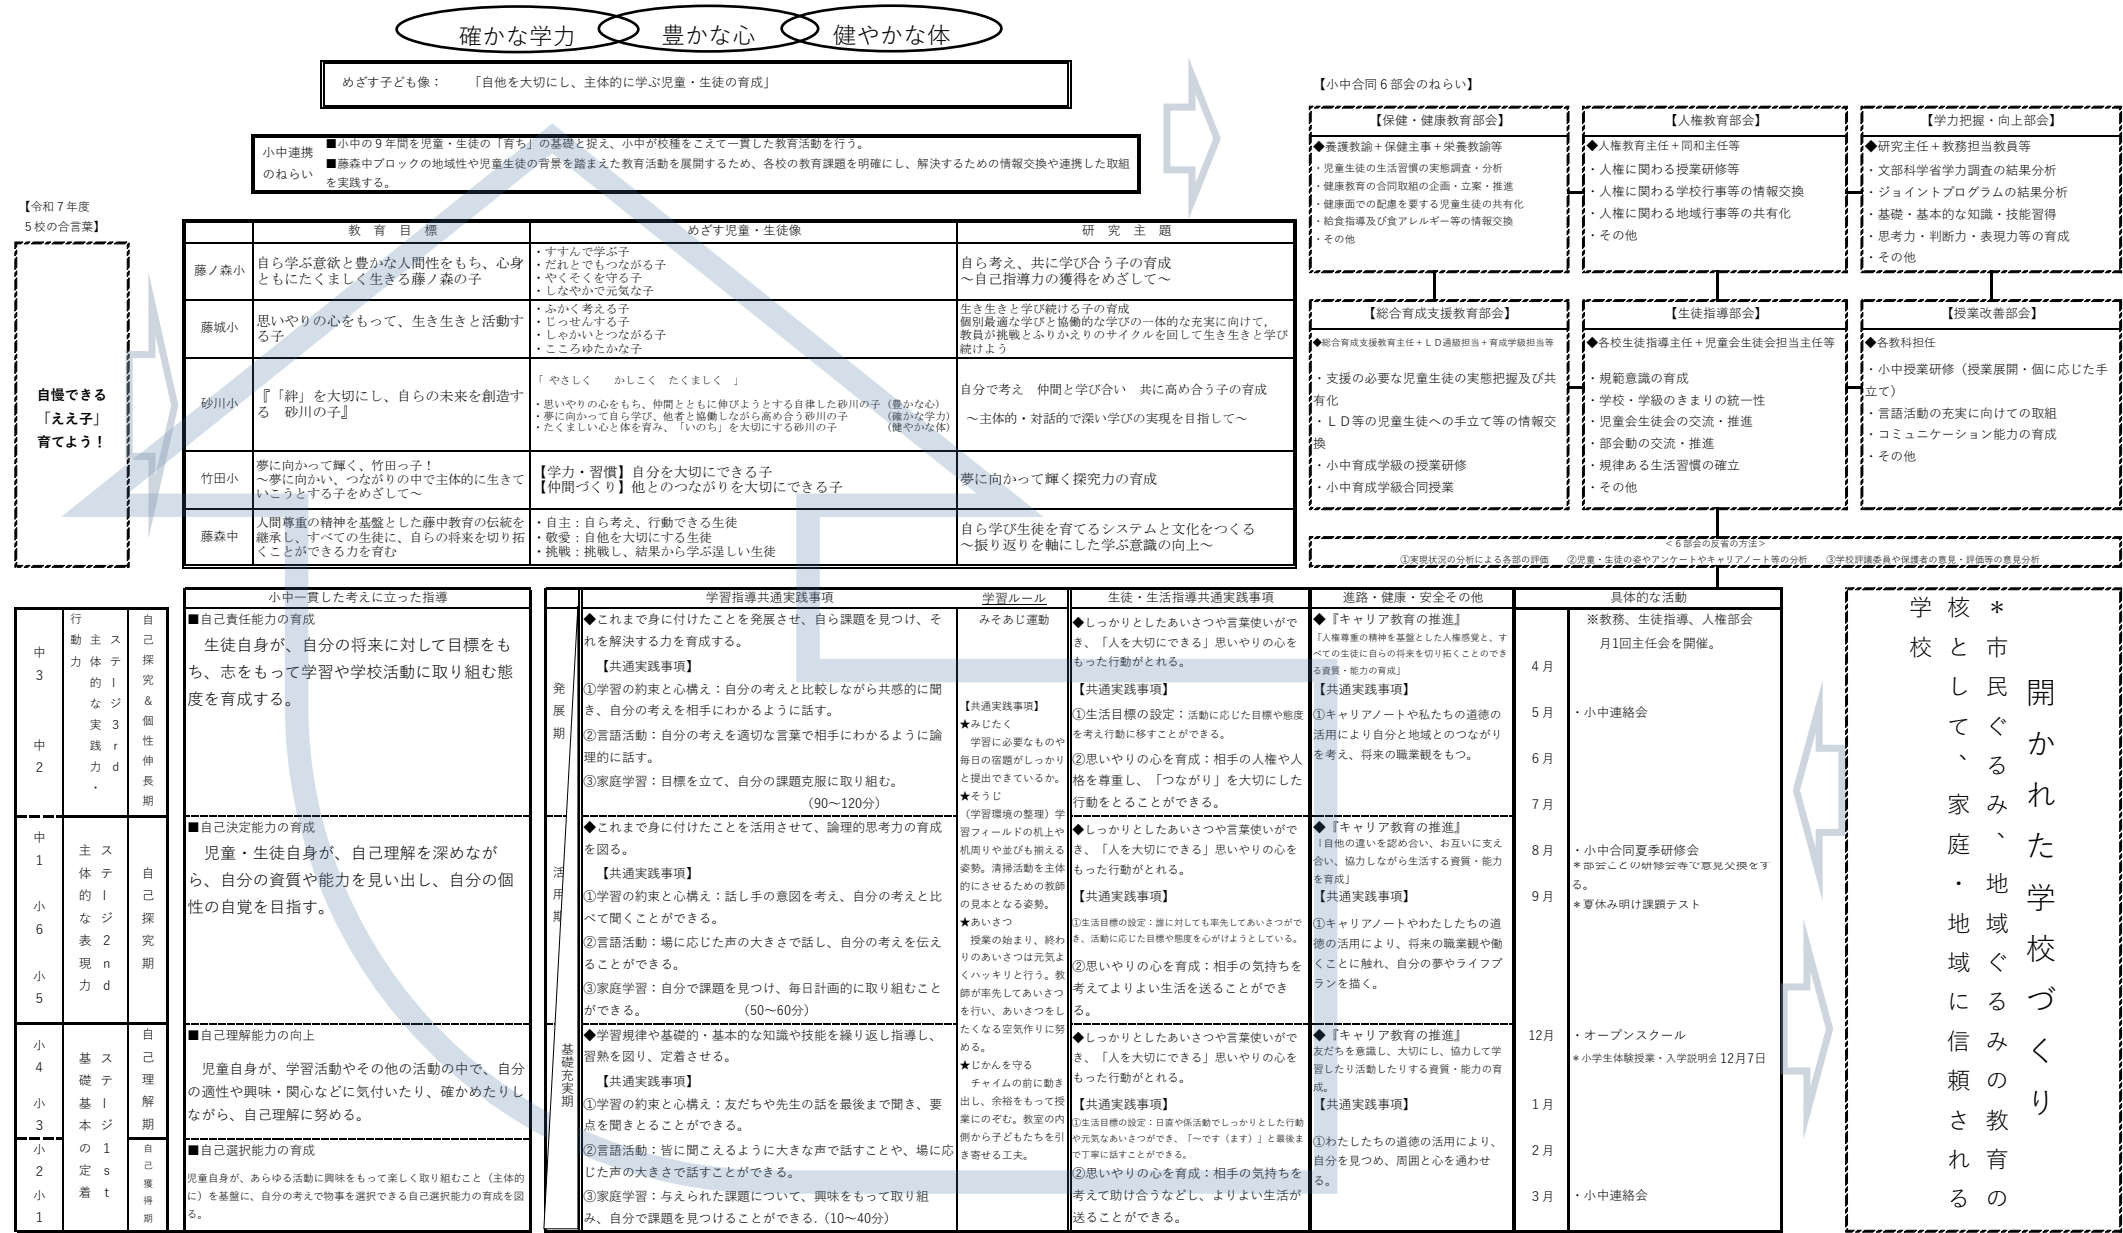 確かな学力
豊かな心
健やかな体
めざす子ども像：　「自他を大切にし、主体的に学ぶ児童・生徒の育成」
小中連携
のねらい
■小中の９年間を児童・生徒の「育ち」の基礎と捉え、小中が校種をこえて一貫した教育活動を行う。
■藤森中ブロックの地域性や児童生徒の背景を踏まえた教育活動を展開するため、各校の教育課題を明確にし、解決するための情報交換や連携した取組
を実践する。
【令和７年度
５校の合言葉】
自慢できる
「ええ子」
育てよう！
教　育　目　標
めざす児童・生徒像
研　究　主　題
藤ノ森小
自ら学ぶ意欲と豊かな人間性をもち、心身
ともにたくましく生きる藤ノ森の子
・すすんで学ぶ子
・だれとでもつながる子
・やくそくを守る子
・しなやかで元気な子
自ら考え、共に学び合う子の育成
～自己指導力の獲得をめざして～
藤城小
思いやりの心をもって、生き生きと活動す
る子
・ふかく考える子
・じっせんする子
・しゃかいとつながる子
・こころゆたかな子
生き生きと学び続ける子の育成
個別最適な学びと協働的な学びの一体的な充実に向けて,
教員が挑戦とふりかえりのサイクルを回して生き生きと学び
続けよう
砂川小
『「絆」を大切にし、自らの未来を創造す
る　砂川の子』
「 やさしく　　かしこく　たくましく　」
・思いやりの心をもち、仲間とともに伸びようとする自律した砂川の子（豊かな心）
・夢に向かって自ら学び、他者と協働しながら高め合う砂川の子　（確かな学力）
・たくましい心と体を育み、「いのち」を大切にする砂川の子　（健やかな体）
自分で考え　仲間と学び合い　共に高め合う子の育成
～主体的・対話的で深い学びの実現を目指して～
竹田小
夢に向かって輝く、竹田っ子！
～夢に向かい、つながりの中で主体的に生きて
いこうとする子をめざして～
【学力・習慣】自分を大切にできる子
【仲間づくり】他とのつながりを大切にできる子
夢に向かって輝く探究力の育成
藤森中
人間尊重の精神を基盤とした藤中教育の伝統を
継承し、すべての生徒に、自らの将来を切り拓
くことができる力を育む
・自主：自ら考え、行動できる生徒
・敬愛：自他を大切にする生徒
・挑戦：挑戦し、結果から学ぶ逞しい生徒
自ら学び生徒を育てるシステムと文化をつくる
～振り返りを軸にした学ぶ意識の向上～
【小中合同６部会のねらい】
【保健・健康教育部会】
◆養護教諭＋保健主事＋栄養教諭等
・児童生徒の生活習慣の実態調査・分析
・健康教育の合同取組の企画・立案・推進
・健康面での配慮を要する児童生徒の共有化
・給食指導及び食アレルギー等の情報交換
・その他
【人権教育部会】
◆人権教育主任＋同和主任等
・人権に関わる授業研修等
・人権に関わる学校行事等の情報交換
・人権に関わる地域行事等の共有化
・その他
【学力把握・向上部会】
◆研究主任＋教務担当教員等
・文部科学省学力調査の結果分析
・ジョイントプログラムの結果分析
・基礎・基本的な知識・技能習得
・思考力・判断力・表現力等の育成
・その他
【総合育成支援教育部会】
◆総合育成支援教育主任＋ＬＤ通級担当＋育成学級担当等
・支援の必要な児童生徒の実態把握及び共
有化
・ＬＤ等の児童生徒への手立て等の情報交
換
・小中育成学級の授業研修
・小中育成学級合同授業
【生徒指導部会】
◆各校生徒指導主任＋児童会生徒会担当主任等
・規範意識の育成
・学校・学級のきまりの統一性
・児童会生徒会の交流・推進
・部会動の交流・推進
・規律ある生活習慣の確立
・その他
【授業改善部会】
◆各教科担任
・小中授業研修（授業展開・個に応じた手
立て）
・言語活動の充実に向けての取組
・コミュニケーション能力の育成
・その他
＜６部会の反省の方法＞
①実現状況の分析による各部の評価　②児童・生徒の姿やアンケートやキャリアノート等の分析　③学校評議委員や保護者の意見・評価等の意見分析
中3
中2
ステージ３ｒｄ
主体的な実践力・
行動力
自己探究＆個性伸長期
中1
小6
小5
ステージ２ｎｄ
主体的な表現力
自己探究期
小4
小3
小2
小1
ステージ１ｓｔ
基礎基本の定着
自己理解期
自己獲得期
小中一貫した考えに立った指導
■自己責任能力の育成
生徒自身が、自分の将来に対して目標をも
ち、志をもって学習や学校活動に取り組む態
度を育成する。
■自己決定能力の育成
児童・生徒自身が、自己理解を深めなが
ら、自分の資質や能力を見い出し、自分の個
性の自覚を目指す。
■自己理解能力の向上
児童自身が、学習活動やその他の活動の中で、自分
の適性や興味・関心などに気付いたり、確かめたりし
ながら、自己理解に努める。
■自己選択能力の育成
児童自身が、あらゆる活動に興味をもって楽しく取り組むこと（主体的
に）を基盤に、自分の考えで物事を選択できる自己選択能力の育成を図
る。
発展期
活用期
基礎充実期
学習指導共通実践事項
◆これまで身に付けたことを発展させ、自ら課題を見つけ、そ
れを解決する力を育成する。
【共通実践事項】
①学習の約束と心構え：自分の考えと比較しながら共感的に聞
き、自分の考えを相手にわかるように話す。
②言語活動：自分の考えを適切な言葉で相手にわかるように論
理的に話す。
③家庭学習：目標を立て、自分の課題克服に取り組む。
（90～120分）
◆これまで身に付けたことを活用させて、論理的思考力の育成
を図る。
【共通実践事項】
①学習の約束と心構え：話し手の意図を考え、自分の考えと比
べて聞くことができる。
②言語活動：場に応じた声の大きさで話し、自分の考えを伝え
ることができる。
③家庭学習：自分で課題を見つけ、毎日計画的に取り組むこと
ができる。　（50～60分）
◆学習規律や基礎的・基本的な知識や技能を繰り返し指導し、
習熟を図り、定着させる。
【共通実践事項】
①学習の約束と心構え：友だちや先生の話を最後まで聞き、要
点を聞きとることができる。
②言語活動：皆に聞こえるように大きな声で話すことや、場に応
じた声の大きさで話すことができる。
③家庭学習：与えられた課題について、興味をもって取り組
み、自分で課題を見つけることができる.（10～40分）
学習ルール
みそあじ運動
【共通実践事項】
★みじたく
学習に必要なものや
毎日の宿題がしっかり
と提出できているか。
★そうじ
（学習環境の整理）学
習フィールドの机上や
机周りや並びも揃える
姿勢。清掃活動を主体
的にさせるための教師
の見本となる姿勢。
★あいさつ
授業の始まり、終わ
りのあいさつは元気よ
くハッキリと行う。教
師が率先してあいさつ
を行い、あいさつをし
たくなる空気作りに努
める。
★じかんを守る
チャイムの前に動き
出し、余裕をもって授
業にのぞむ。教室の内
側から子どもたちを引
き寄せる工夫。
生徒・生活指導共通実践事項
◆しっかりとしたあいさつや言葉使いがで
き、「人を大切にできる」思いやりの心を
もった行動がとれる。
【共通実践事項】
①生活目標の設定：活動に応じた目標や態度
を考え行動に移すことができる。
②思いやりの心を育成：相手の人権や人
格を尊重し、「つながり」を大切にした
行動をとることができる。
◆しっかりとしたあいさつや言葉使いがで
き、「人を大切にできる」思いやりの心を
もった行動がとれる。
【共通実践事項】
①生活目標の設定：誰に対しても率先してあいさつがで
き、活動に応じた目標や態度を心がけようとしている。
②思いやりの心を育成：相手の気持ちを
考えてよりよい生活を送ることができ
る。
◆しっかりとしたあいさつや言葉使いがで
き、「人を大切にできる」思いやりの心を
もった行動がとれる。
【共通実践事項】
①生活目標の設定：日直や係活動でしっかりとした行動
や元気なあいさつができ、「～です（ます）」と最後ま
で丁寧に話すことができる。
②思いやりの心を育成：相手の気持ちを
考えて助け合うなどし、よりよい生活が
送ることができる。
進路・健康・安全その他
◆『キャリア教育の推進』
「人権尊重の精神を基盤とした人権感覚と、す
べての生徒に自らの将来を切り拓くことのでき
る資質・能力の育成」
【共通実践事項】
①キャリアノートや私たちの道徳の
活用により自分と地域とのつながり
を考え、将来の職業観をもつ。
◆『キャリア教育の推進』
「自他の違いを認め合い、お互いに支え
合い、協力しながら生活する資質・能力
を育成」
【共通実践事項】
①キャリアノートやわたしたちの道
徳の活用により、将来の職業観や働
くことに触れ、自分の夢やライフプ
ランを描く。
◆『キャリア教育の推進』
友だちを意識し、大切にし、協力して学
習したり活動したりする資質・能力の育
成。
【共通実践事項】
①わたしたちの道徳の活用により、
自分を見つめ、周囲と心を通わせ
る。
具体的な活動
※教務、生徒指導、人権部会
月1回主任会を開催。
４月
５月　・小中連絡会
６月
７月
８月　・小中合同夏季研修会
＊部会ごとの研修会等で意見交換をす
る。
９月　＊夏休み明け課題テスト
12月　・オープンスクール
＊小学生体験授業・入学説明会 12月7日
１月
２月
３月　・小中連絡会
開かれた学校づくり
＊市民ぐるみ、地域ぐるみの教育の
核として、家庭・地域に信頼される
学校